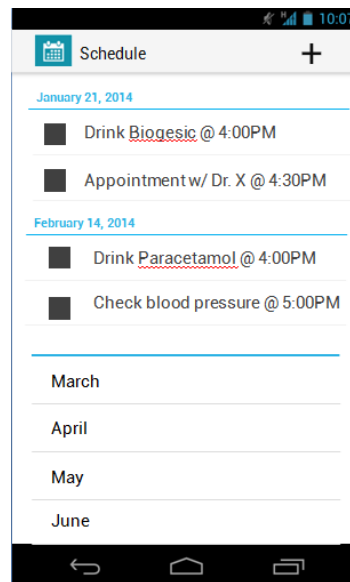 H 10:07
Schedule +
January 21, 2014
Drink Biogesic @ 4:00PM
Appointment w/ Dr. X @ 4:30PM
February 14, 2014
Drink Paracetamol @ 4:00PM
Check blood pressure @ 5:00PM
March
April
May
June